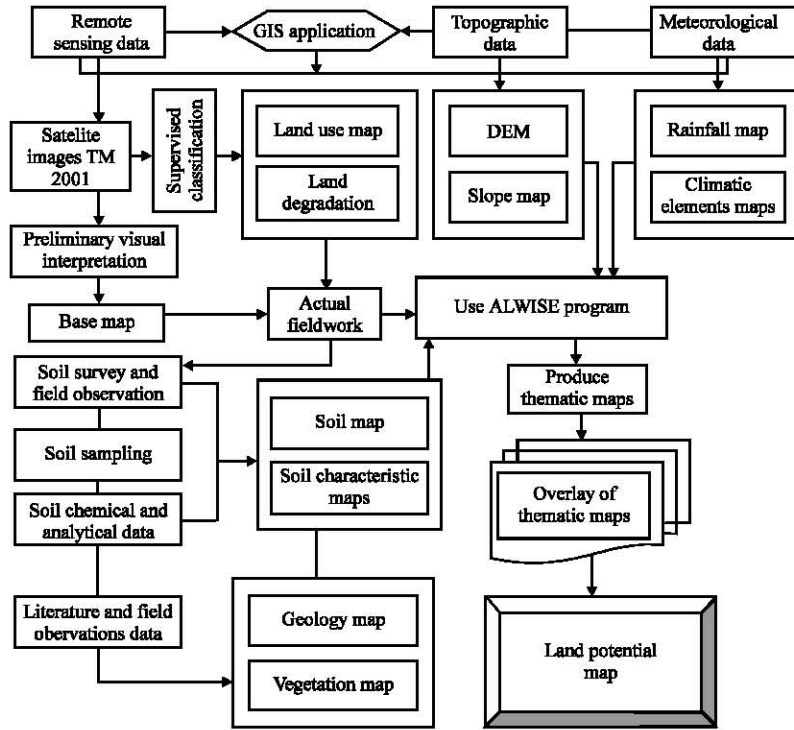 Remote
sensing data
GIS application
Topographic
data
Meteorological
data
Satelite
images TM
2001
Supervised
classification
Land use map
Land
degradation
DEM
Slope map
Rainfall map
Climatic
elements maps
Preliminary visual
interpretation
Base map
Actual
fieldwork
Use ALWISE program
Soil survey and
field observation
Soil sampling
Soil chemical and
analytical data
Literature and field
obervations data
Soil map
Soil characteristic
maps
Geology map
Vegetation map
Produce
thematic maps
Overlay of
thematic maps
Land potential
map